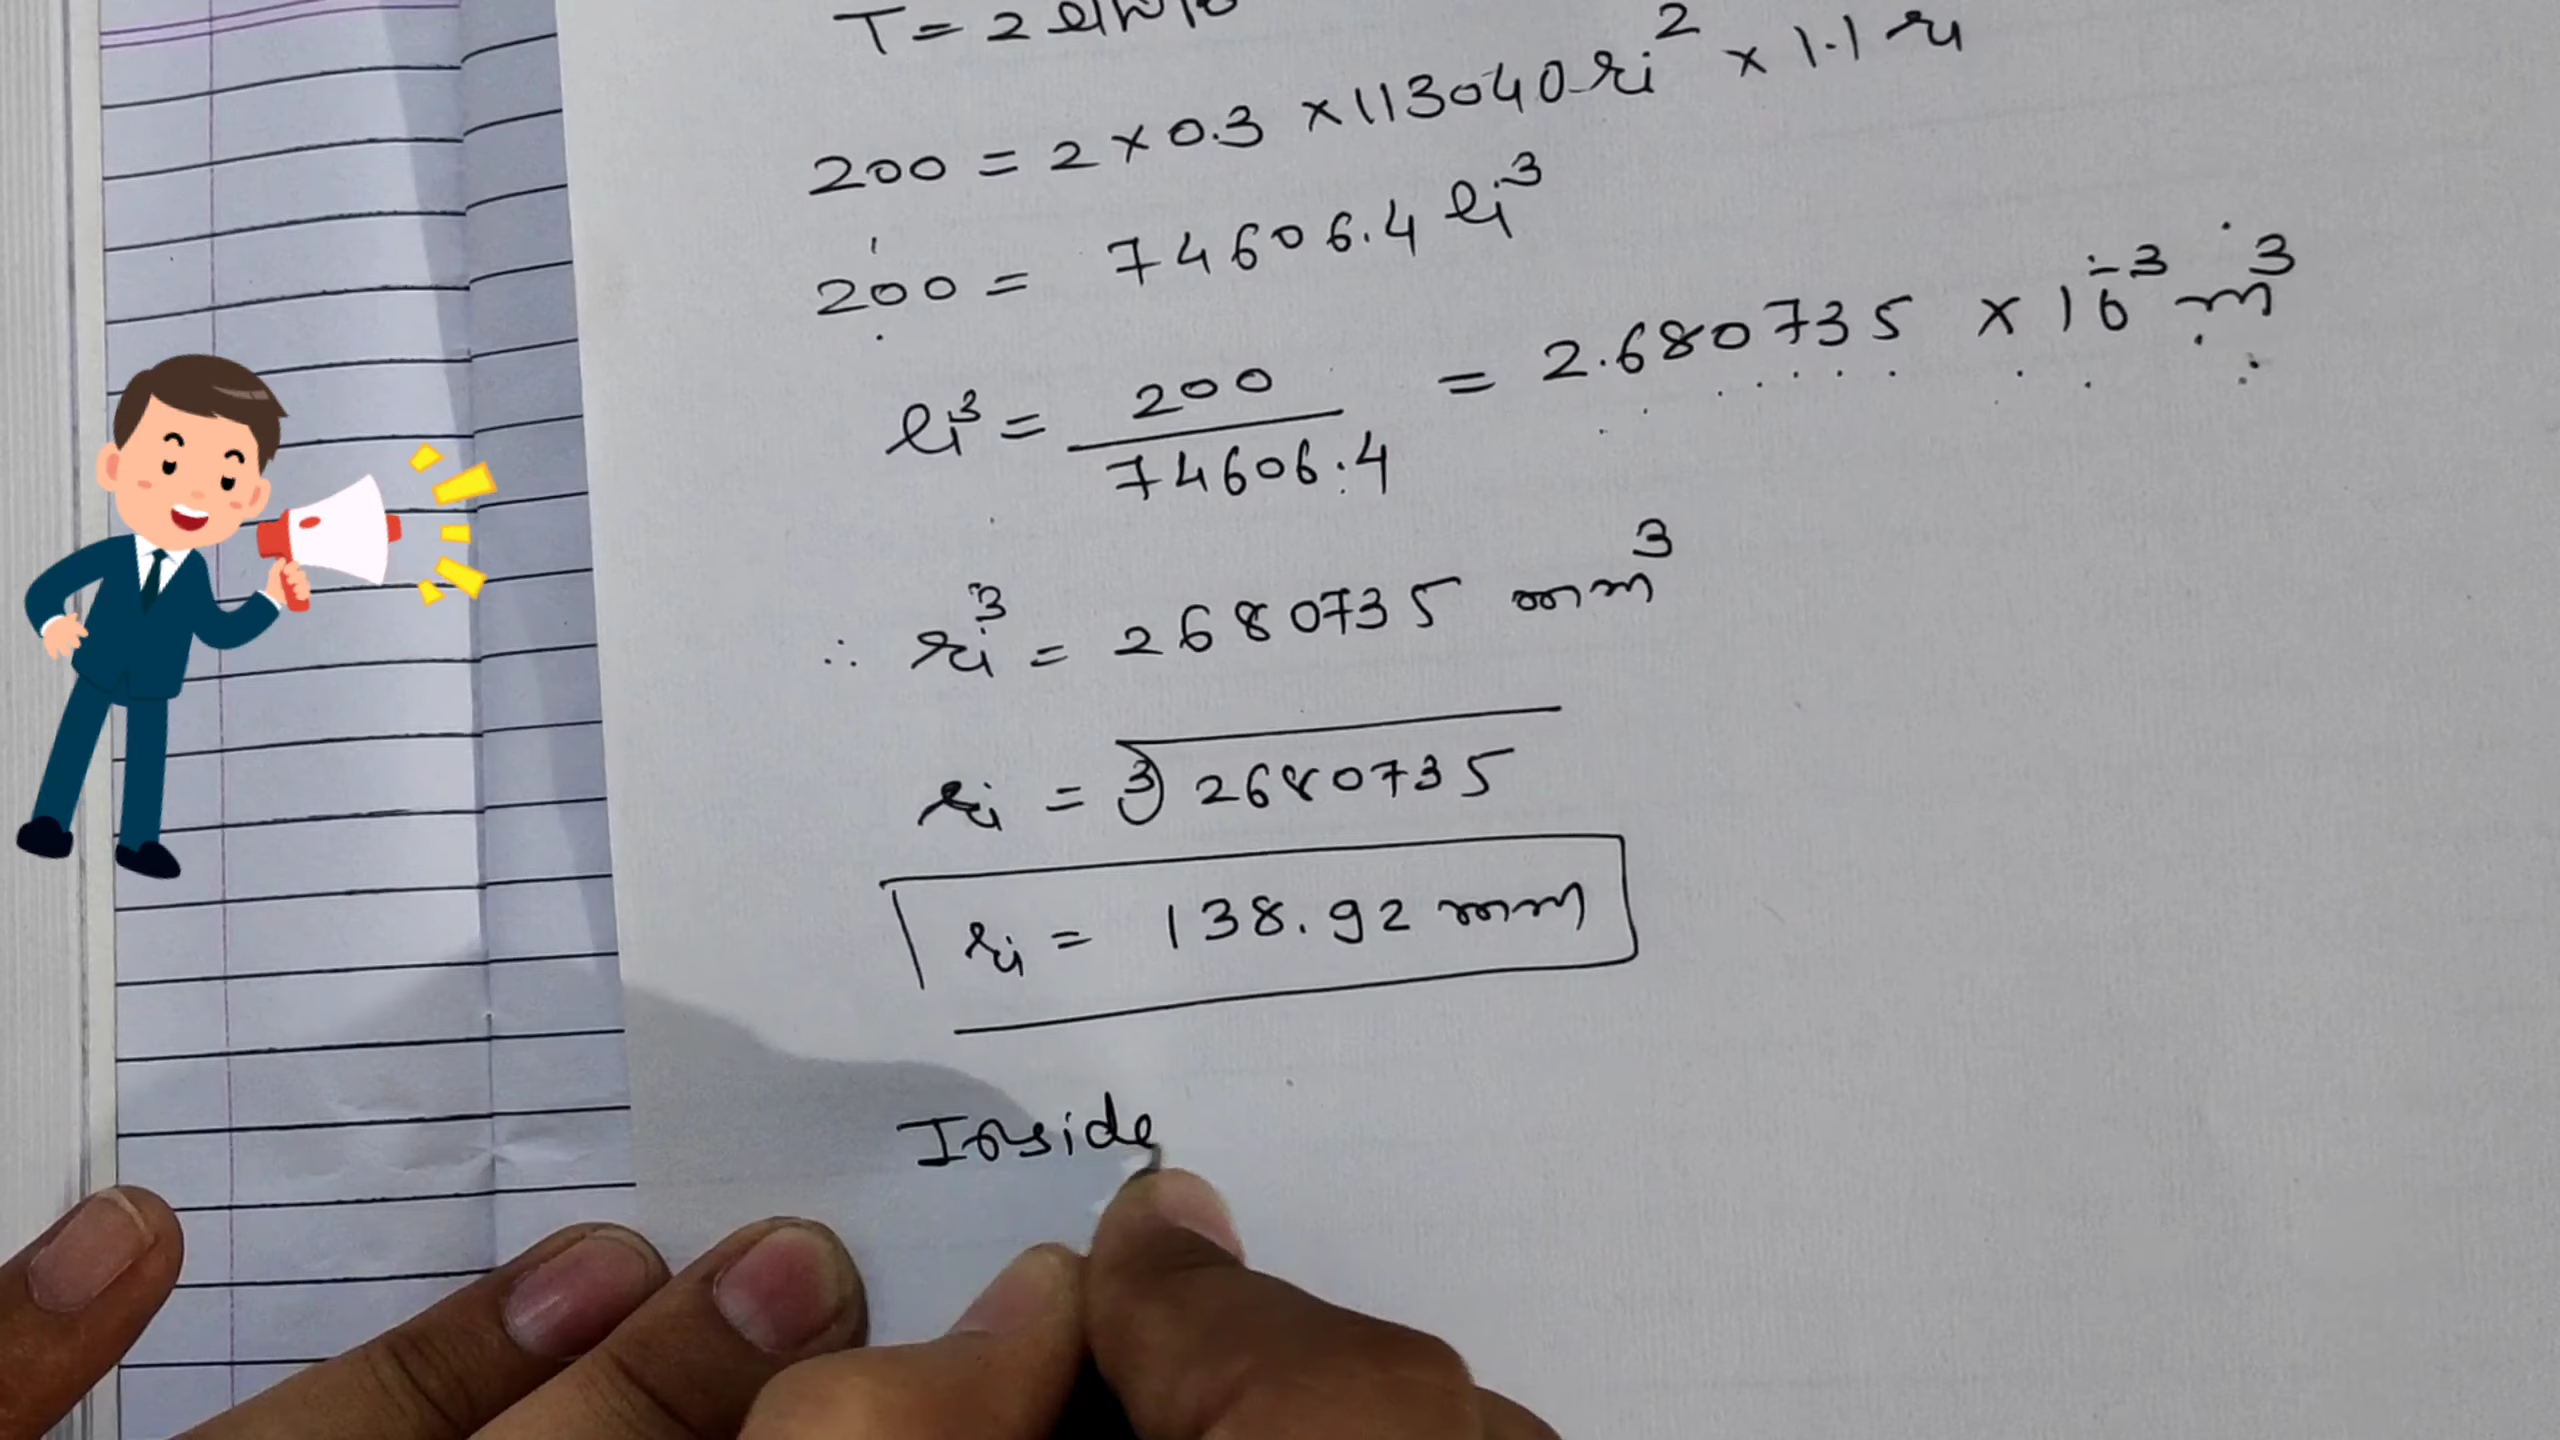 T = 2
200 = 2 × 0.3 × 113040 ri² × 1.1 ri
200 = 74606.4 ri³
ri³ = 200 / 74606.4 = 2.680735 × 10⁻³ m³
∴ ri³ = 2680735 mm³
ri = ∛2680735
ri = 138.92 mm
Inside